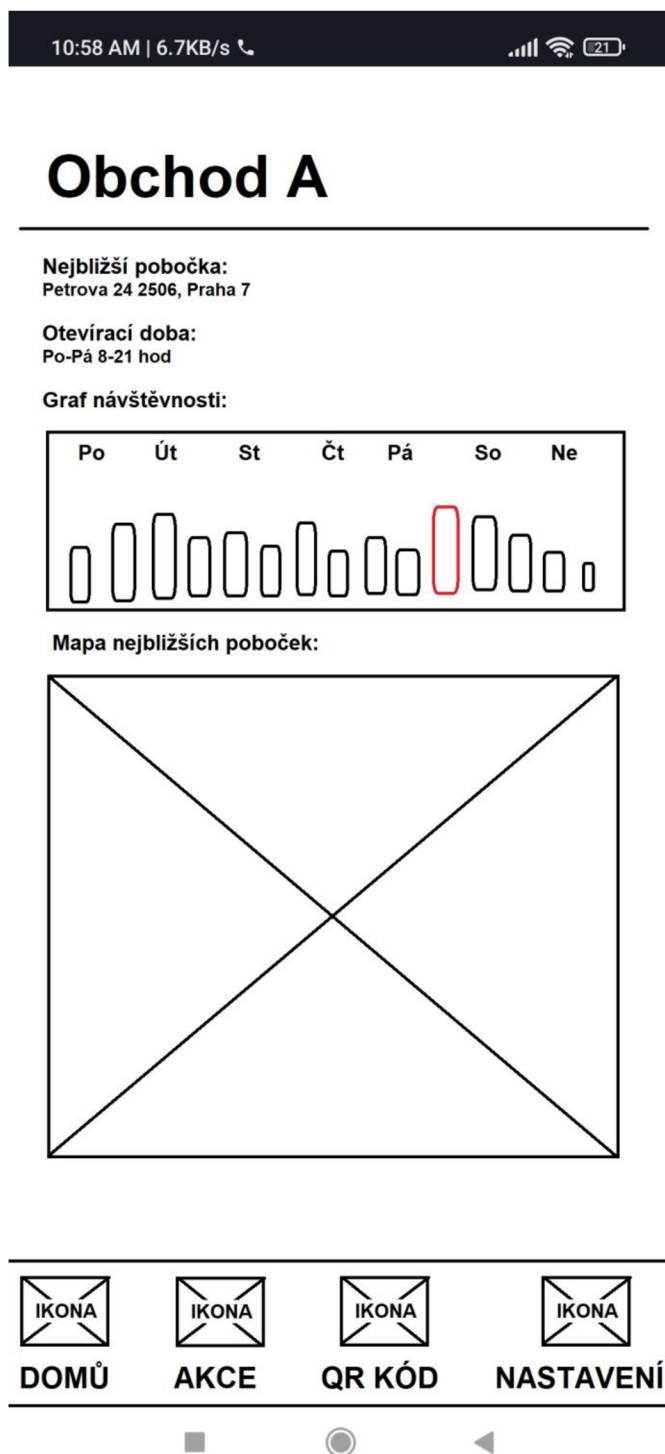 10:58 AM | 6.7KB/s
21
Obchod A
Nejbližší pobočka:
Petrova 24 2506, Praha 7
Otevírací doba:
Po-Pá 8-21 hod
Graf návštěvnosti:
Po Út St Čt Pá So Ne
Mapa nejbližších poboček:
IKONA IKONA IKONA IKONA
DOMŮ AKCE QR KÓD NASTAVENÍ